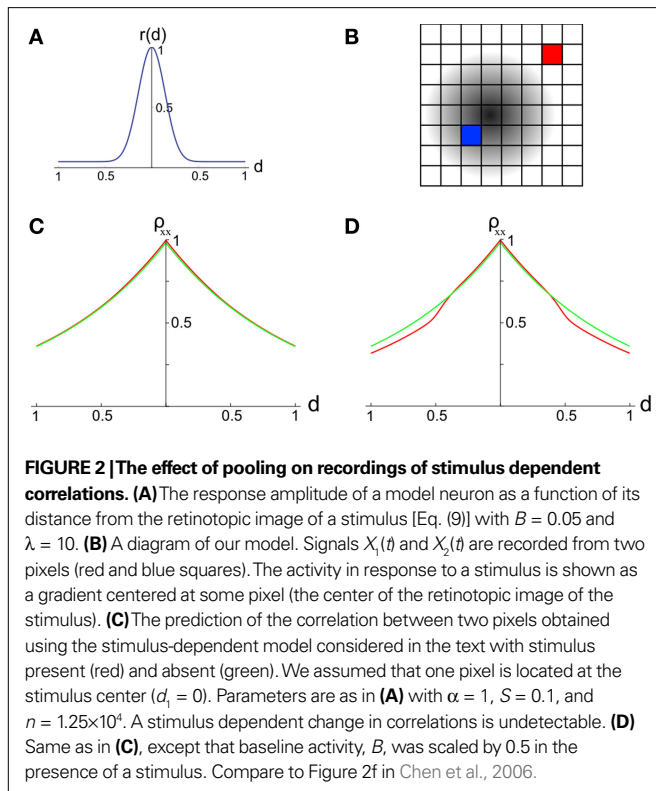 A
r(d)
1
0.5
1 0.5 0.5 1 d
B
C
ρxx
1
0.5
1 0.5 0.5 1 d
D
ρxx
1
0.5
1 0.5 0.5 1 d
FIGURE 2 | The effect of pooling on recordings of stimulus dependent
correlations. (A) The response amplitude of a model neuron as a function of its
distance from the retinotopic image of a stimulus [Eq. (9)] with B = 0.05 and
λ = 10. (B) A diagram of our model. Signals X₁(t) and X₂(t) are recorded from two
pixels (red and blue squares). The activity in response to a stimulus is shown as
a gradient centered at some pixel (the center of the retinotopic image of the
stimulus). (C) The prediction of the correlation between two pixels obtained
using the stimulus-dependent model considered in the text with stimulus
present (red) and absent (green). We assumed that one pixel is located at the
stimulus center (d₁ = 0). Parameters are as in (A) with α = 1, S = 0.1, and
n = 1.25×10⁴. A stimulus dependent change in correlations is undetectable. (D)
Same as in (C), except that baseline activity, B, was scaled by 0.5 in the
presence of a stimulus. Compare to Figure 2f in Chen et al., 2006.